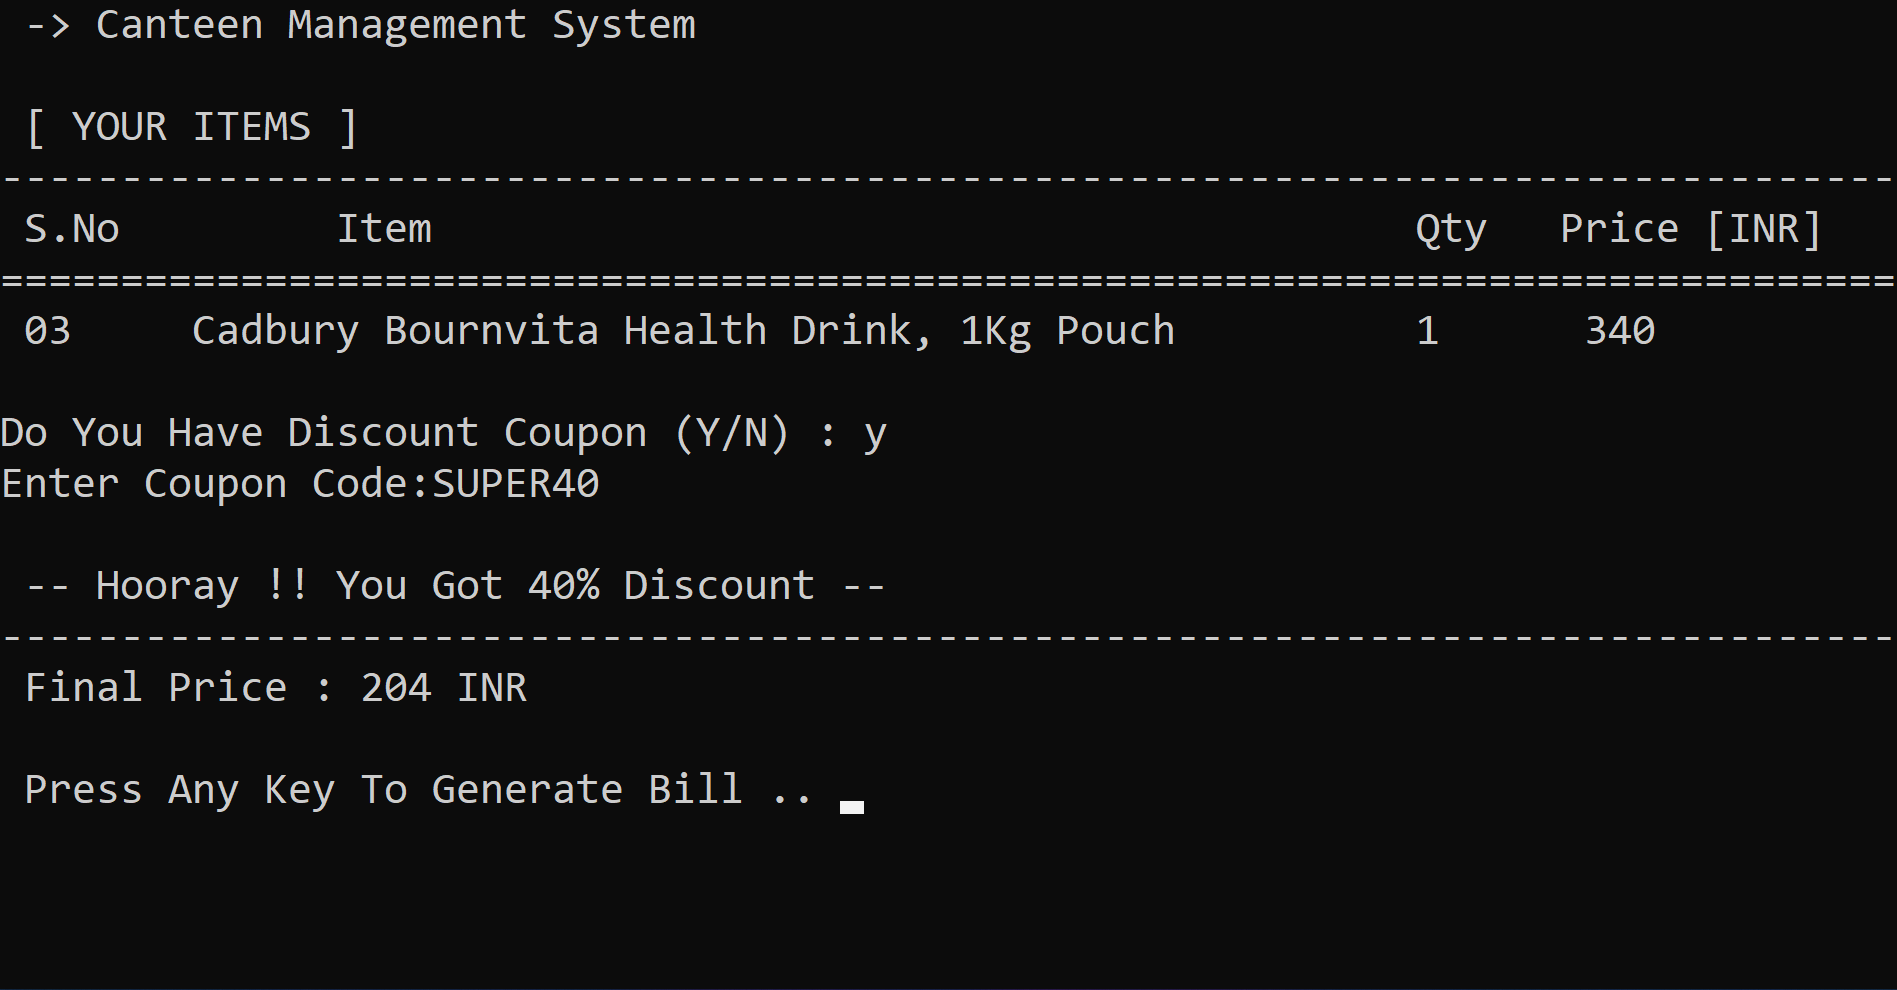 -> Canteen Management System
[ YOUR ITEMS ]
-------------------------------------------------------------------------------
S.No Item Qty Price [INR]
===============================================================================
03 Cadbury Bournvita Health Drink, 1Kg Pouch 1 340
Do You Have Discount Coupon (Y/N) : y
Enter Coupon Code:SUPER40
-- Hooray !! You Got 40% Discount --
-------------------------------------------------------------------------------
Final Price : 204 INR
Press Any Key To Generate Bill ..